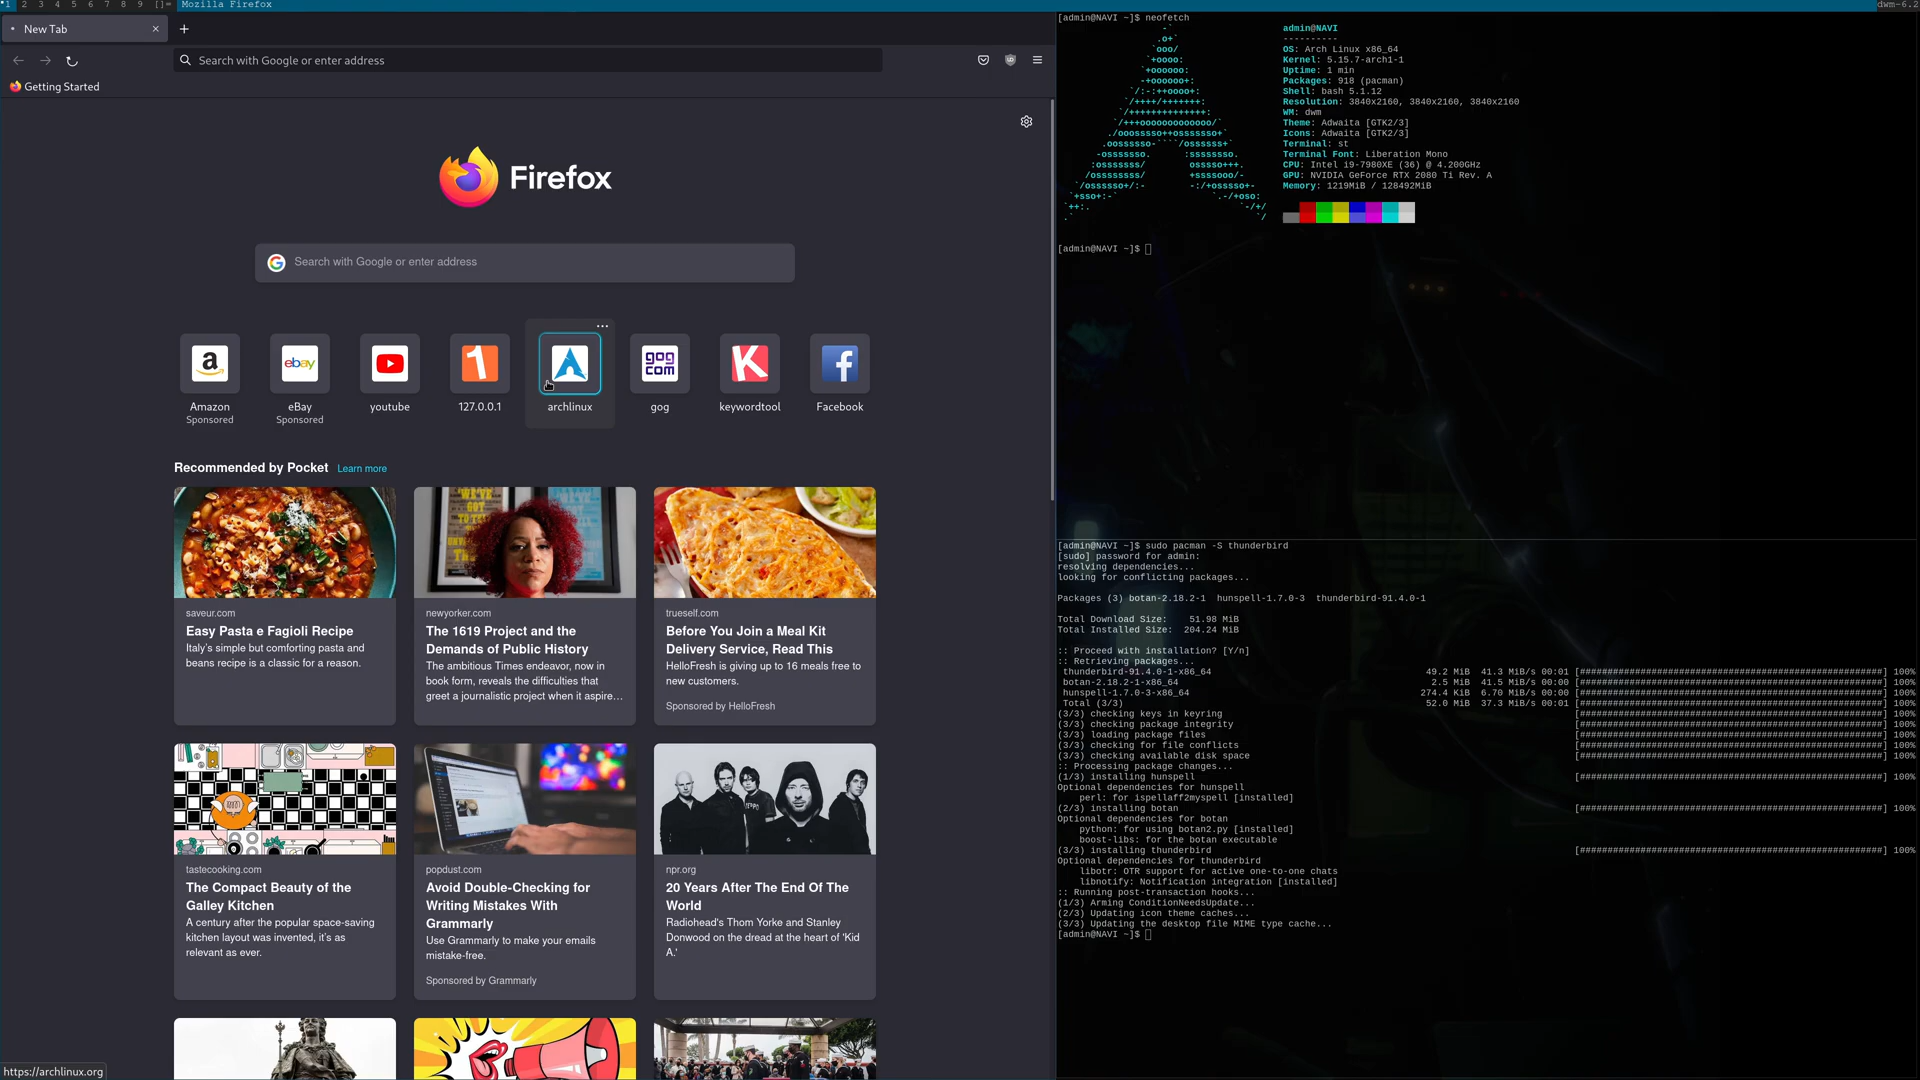 1 2 3 4 5 6 7 8 9 []= Mozilla Firefox
dwm-6.2
New Tab
Search with Google or enter address
Getting Started
Firefox
Search with Google or enter address
Amazon
Sponsored
eBay
Sponsored
youtube
127.0.0.1
archlinux
gog
keywordtool
Facebook
Recommended by Pocket Learn more
saveur.com
Easy Pasta e Fagioli Recipe
Italy's simple but comforting pasta and
beans recipe is a classic for a reason.
newyorker.com
The 1619 Project and the
Demands of Public History
The ambitious Times endeavor, now in
book form, reveals the difficulties that
greet a journalistic project when it aspire…
trueself.com
Before You Join a Meal Kit
Delivery Service, Read This
HelloFresh is giving up to 16 meals free to
new customers.
Sponsored by HelloFresh
tastecooking.com
The Compact Beauty of the
Galley Kitchen
A century after the popular space-saving
kitchen layout was invented, it's as
relevant as ever.
popdust.com
Avoid Double-Checking for
Writing Mistakes With
Grammarly
Use Grammarly to make your emails
mistake-free.
Sponsored by Grammarly
npr.org
20 Years After The End Of The
World
Radiohead's Thom Yorke and Stanley
Donwood on the dread at the heart of 'Kid
A.'
https://archlinux.org
[admin@NAVI ~]$ neofetch
admin@NAVI
----------
OS: Arch Linux x86_64
Kernel: 5.15.7-arch1-1
Uptime: 1 min
Packages: 918 (pacman)
Shell: bash 5.1.12
Resolution: 3840x2160, 3840x2160, 3840x2160
WM: dwm
Theme: Adwaita [GTK2/3]
Icons: Adwaita [GTK2/3]
Terminal: st
Terminal Font: Liberation Mono
CPU: Intel i9-7980XE (36) @ 4.200GHz
GPU: NVIDIA GeForce RTX 2080 Ti Rev. A
Memory: 1219MiB / 128492MiB
[admin@NAVI ~]$
[admin@NAVI ~]$ sudo pacman -S thunderbird
[sudo] password for admin:
resolving dependencies...
looking for conflicting packages...
Packages (3) botan-2.18.2-1 hunspell-1.7.0-3 thunderbird-91.4.0-1
Total Download Size: 51.98 MiB
Total Installed Size: 204.24 MiB
:: Proceed with installation? [Y/n]
:: Retrieving packages...
thunderbird-91.4.0-1-x86_64 49.2 MiB 41.3 MiB/s 00:01 100%
botan-2.18.2-1-x86_64 2.5 MiB 41.5 MiB/s 00:00 100%
hunspell-1.7.0-3-x86_64 274.4 KiB 6.70 MiB/s 00:00 100%
Total (3/3) 52.0 MiB 37.3 MiB/s 00:01 100%
(3/3) checking keys in keyring 100%
(3/3) checking package integrity 100%
(3/3) loading package files 100%
(3/3) checking for file conflicts 100%
(3/3) checking available disk space 100%
:: Processing package changes...
(1/3) installing hunspell 100%
Optional dependencies for hunspell
perl: for ispellaff2myspell [installed]
(2/3) installing botan 100%
Optional dependencies for botan
python: for using botan2.py [installed]
boost-libs: for the botan executable
(3/3) installing thunderbird 100%
Optional dependencies for thunderbird
libotr: OTR support for active one-to-one chats
libnotify: Notification integration [installed]
:: Running post-transaction hooks...
(1/3) Arming ConditionNeedsUpdate...
(2/3) Updating icon theme caches...
(3/3) Updating the desktop file MIME type cache...
[admin@NAVI ~]$